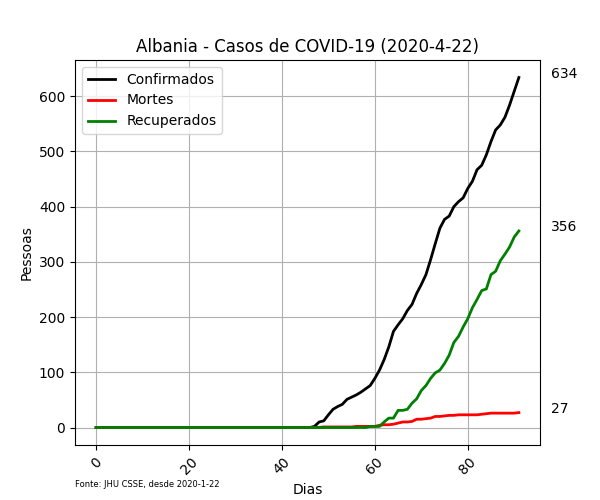 Albania - Casos de COVID-19 (2020-4-22)
Confirmados
Mortes
Recuperados
634
356
27
600
500
400
300
200
100
0
Pessoas
0
20
40
60
80
Dias
Fonte: JHU CSSE, desde 2020-1-22